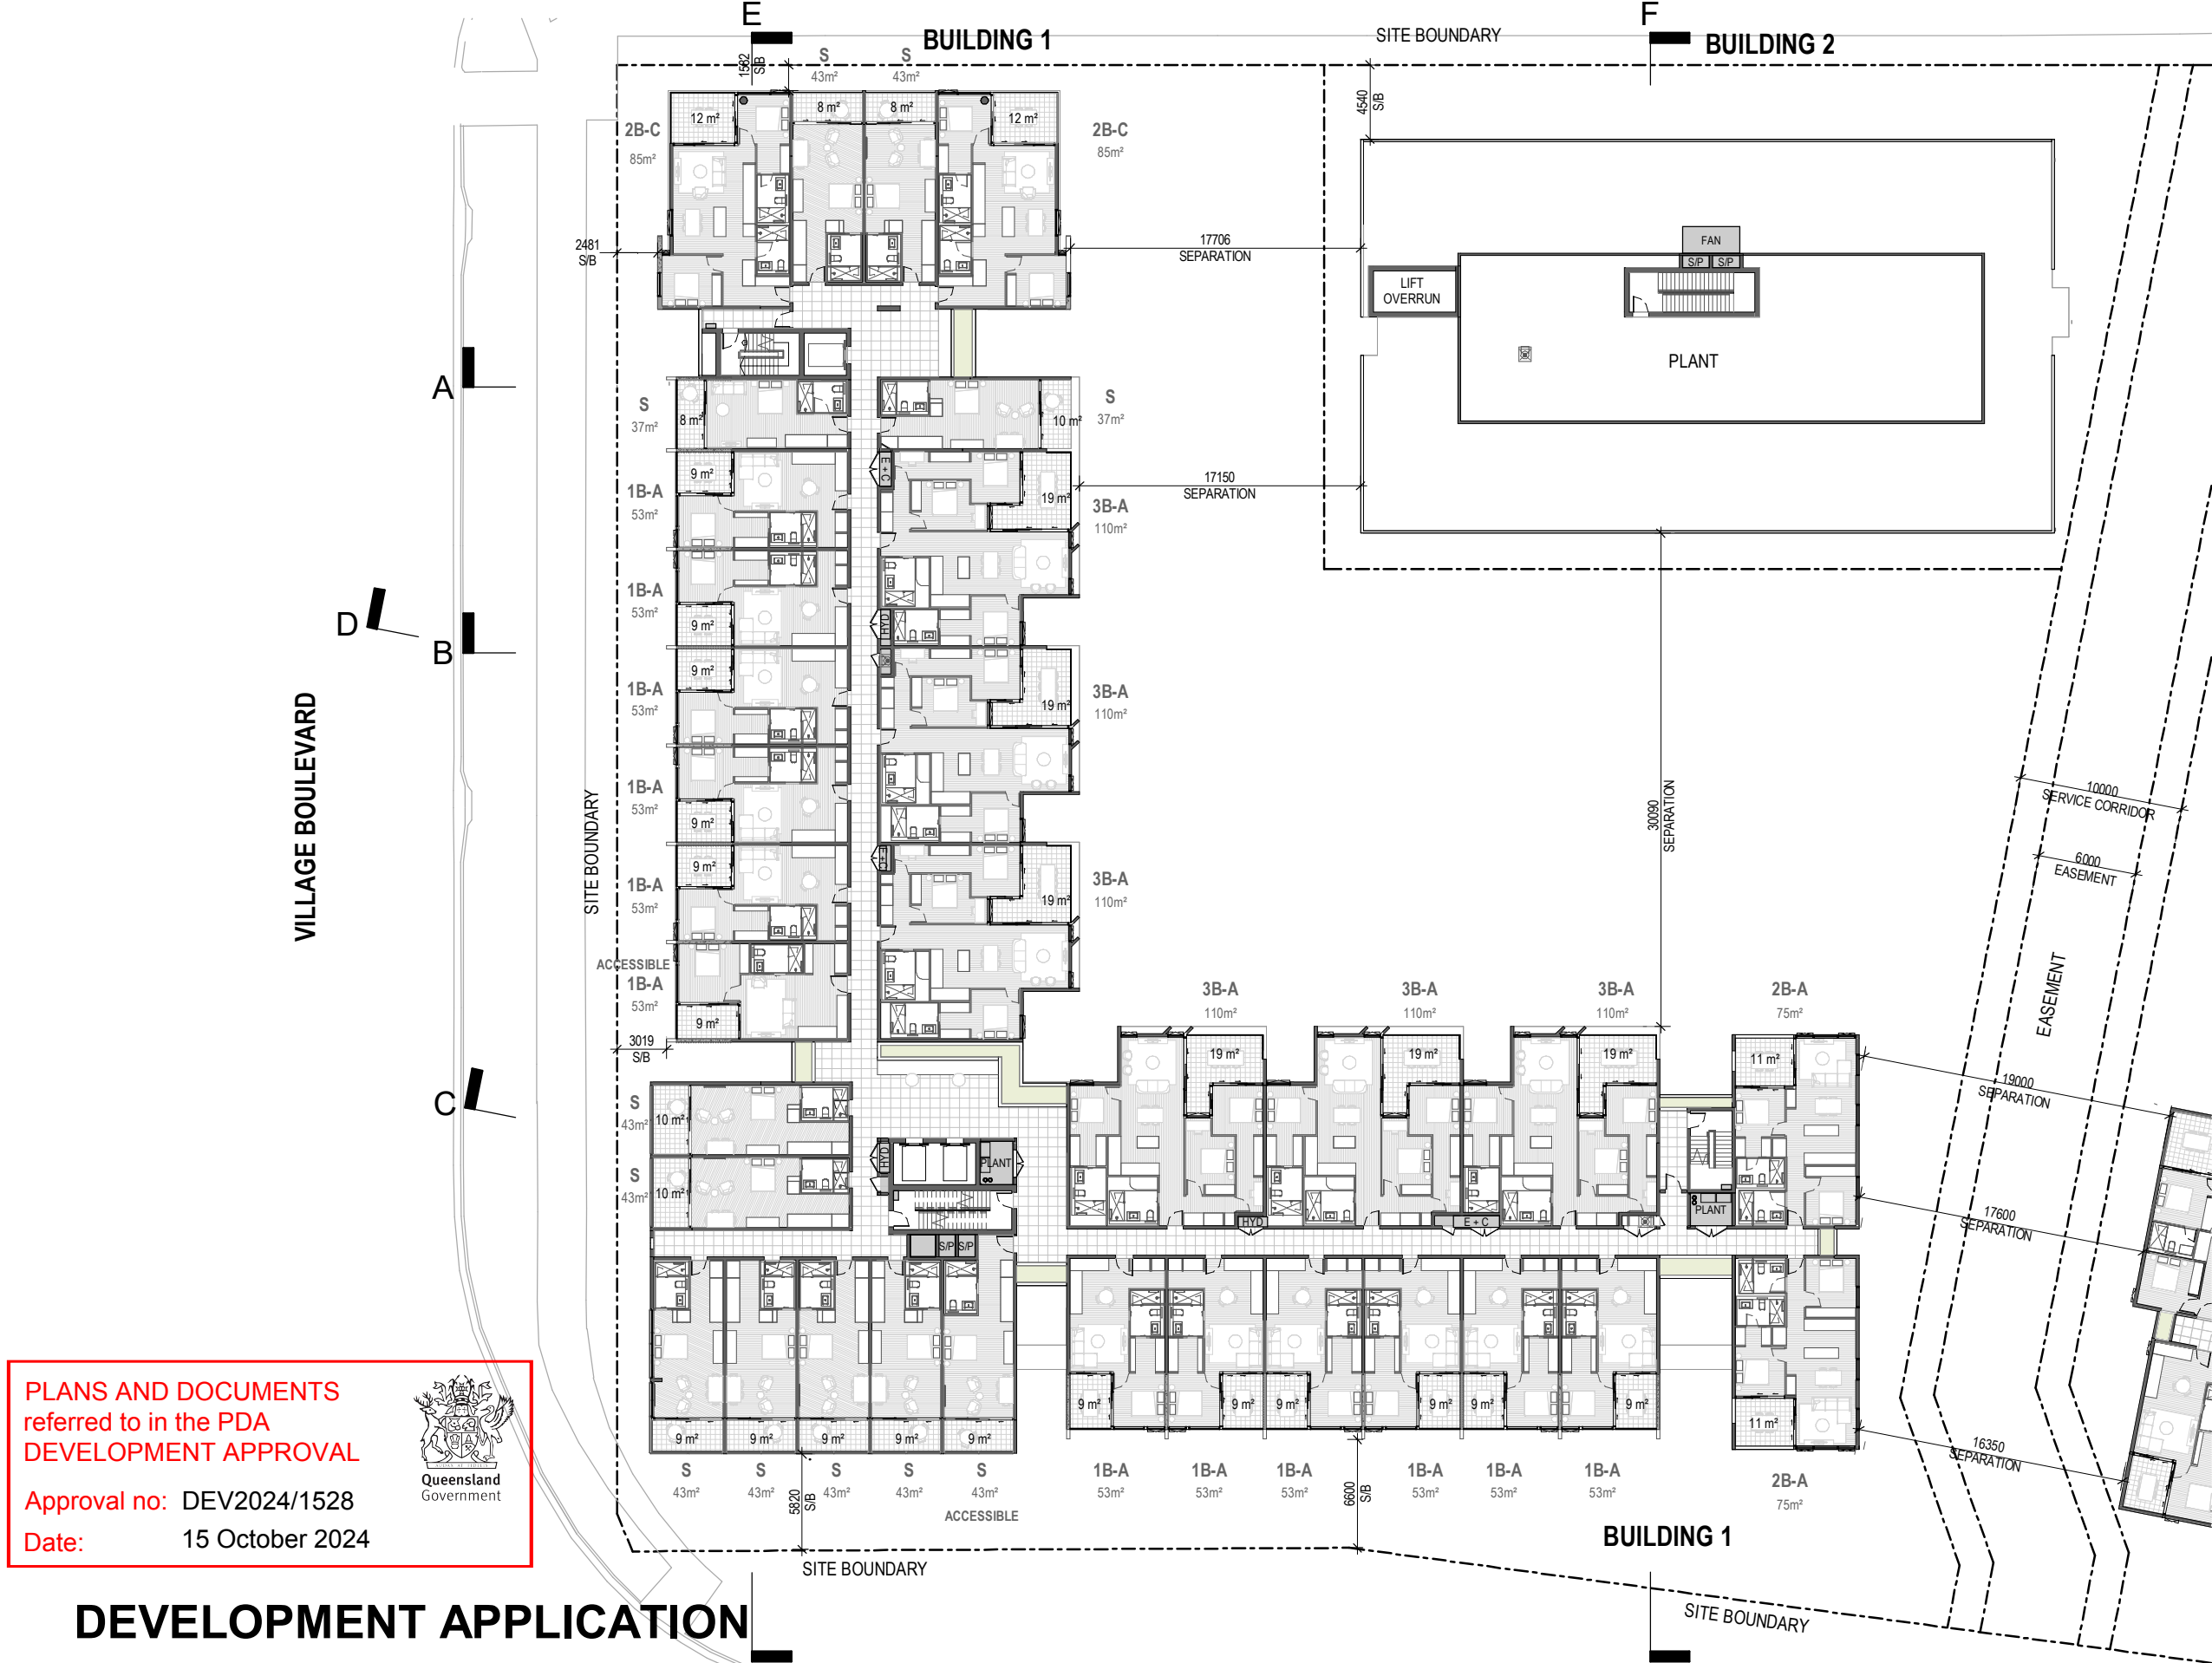 E
F
BUILDING 1
SITE BOUNDARY
BUILDING 2
1582
S/B
S
43m²
S
43m²
4540
S/B
12 m²
8 m²
8 m²
12 m²
2B-C
85m²
2B-C
85m²
2481
S/B
17706
SEPARATION
FAN
S/P
S/P
LIFT
OVERRUN
PLANT
A
S
37m²
8 m²
10 m²
S
37m²
E + C
9 m²
1B-A
53m²
17150
SEPARATION
19 m²
3B-A
110m²
1B-A
53m²
9 m²
HYD
D
B
9 m²
1B-A
53m²
19 m²
3B-A
110m²
VILLAGE BOULEVARD
SITE BOUNDARY
1B-A
53m²
9 m²
30090
SEPARATION
10000
SERVICE CORRIDOR
6000
EASEMENT
E+C
9 m²
1B-A
53m²
3B-A
110m²
19 m²
EASEMENT
ACCESSIBLE
1B-A
53m²
9 m²
3B-A
110m²
3B-A
110m²
3B-A
110m²
2B-A
75m²
3019
S/B
19 m²
19 m²
19 m²
11 m²
C
S
43m²
10 m²
19000
SEPARATION
S
43m²
10 m²
HYD
PLANT
HYD
E + C
PLANT
17600
SEPARATION
S/P
S/P
9 m²
9 m²
9 m²
9 m²
9 m²
9 m²
11 m²
9 m²
9 m²
9 m²
9 m²
9 m²
16350
SEPARATION
S
43m²
S
43m²
S
43m²
S
43m²
S
43m²
ACCESSIBLE
5820
S/B
1B-A
53m²
1B-A
53m²
1B-A
53m²
6600
S/B
1B-A
53m²
1B-A
53m²
1B-A
53m²
2B-A
75m²
BUILDING 1
SITE BOUNDARY
SITE BOUNDARY
PLANS AND DOCUMENTS
referred to in the PDA
DEVELOPMENT APPROVAL
Queensland
Government
Approval no: DEV2024/1528
Date: 15 October 2024
DEVELOPMENT APPLICATION